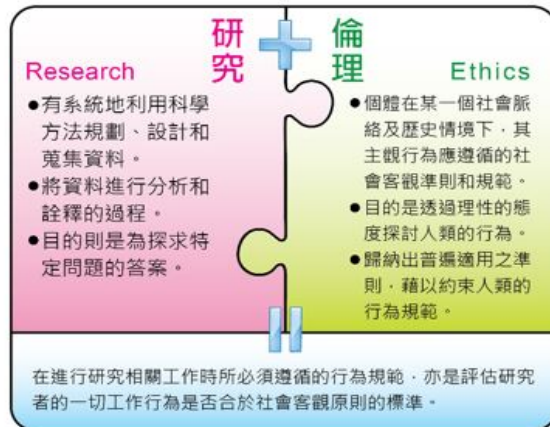 研究
倫理
Research
●有系統地利用科學
方法規劃、設計和
蒐集資料。
●將資料進行分析和
詮釋的過程。
●目的則是為探求特
定問題的答案。
Ethics
●個體在某一個社會脈
絡及歷史情境下，其
主觀行為應遵循的社
會客觀準則和規範。
●目的是透過理性的態
度探討人類的行為。
●歸納出普遍適用之準
則，藉以約束人類的
行為規範。
在進行研究相關工作時所必須遵循的行為規範，亦是評估研究
者的一切工作行為是否合於社會客觀原則的標準。